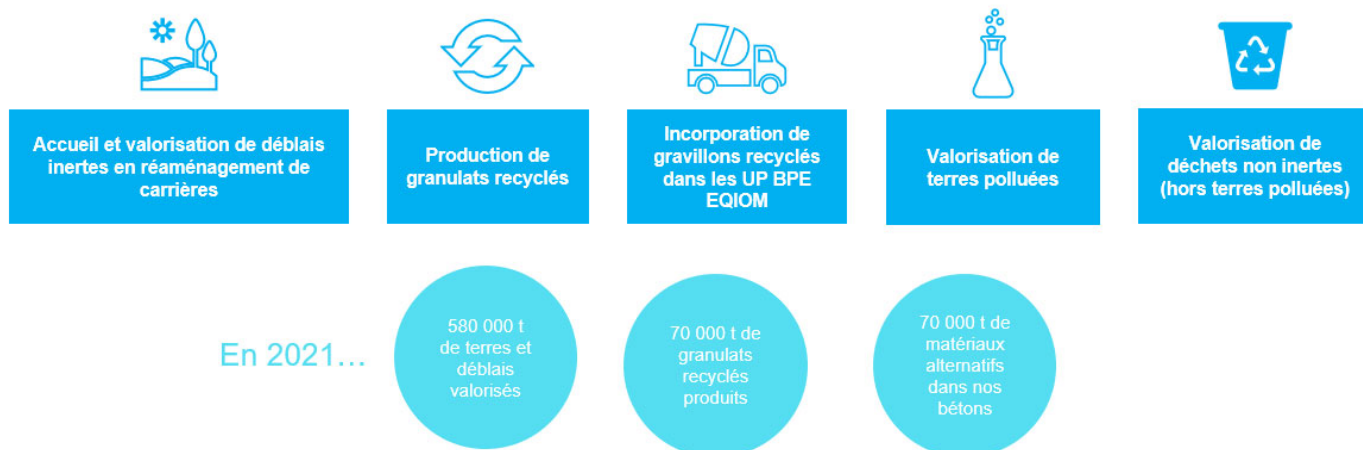 Accueil et valorisation de déblais
inertes en réaménagement de
carrières
Production de
granulats recyclés
Incorporation de
gravillons recyclés
dans les UP BPE
EQIOM
Valorisation de
terres polluées
Valorisation de
déchets non inertes
(hors terres polluées)
En 2021…
580 000 t
de terres et
déblais
valorisés
70 000 t de
granulats
recyclés
produits
70 000 t de
matériaux
alternatifs
dans nos
bétons